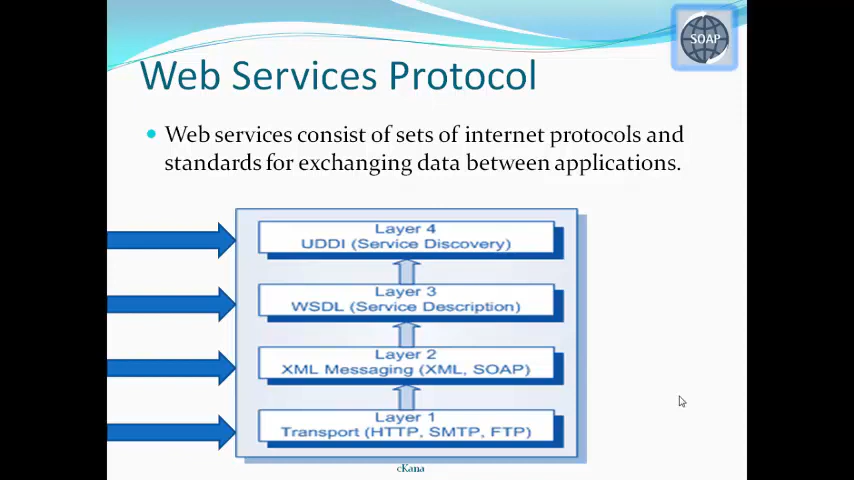 SOAP
Web Services Protocol
Web services consist of sets of internet protocols and
standards for exchanging data between applications.
Layer 4
UDDI (Service Discovery)
Layer 3
WSDL (Service Description)
Layer 2
XML Messaging (XML, SOAP)
Layer 1
Transport (HTTP, SMTP, FTP)
cKana